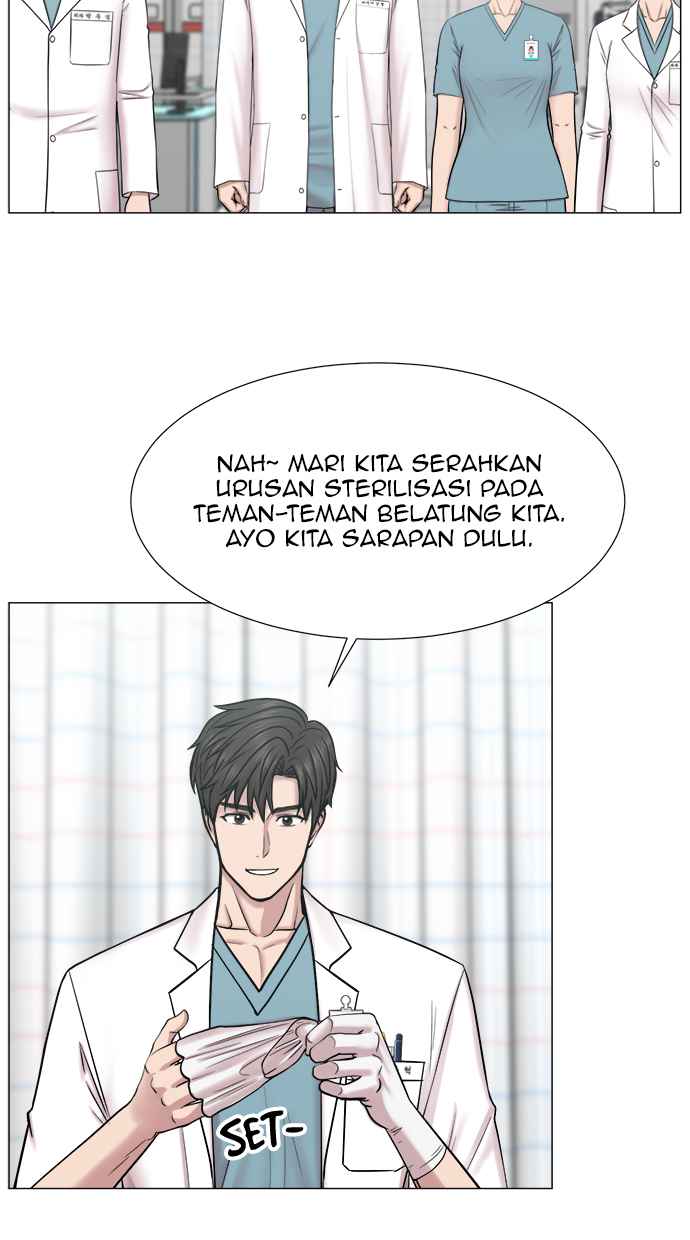 NAH~ MARI KITA SERAHKAN
URUSAN STERILISASI PADA
TEMAN-TEMAN BELATUNG KITA.
AYO KITA SARAPAN DULU.
SET-